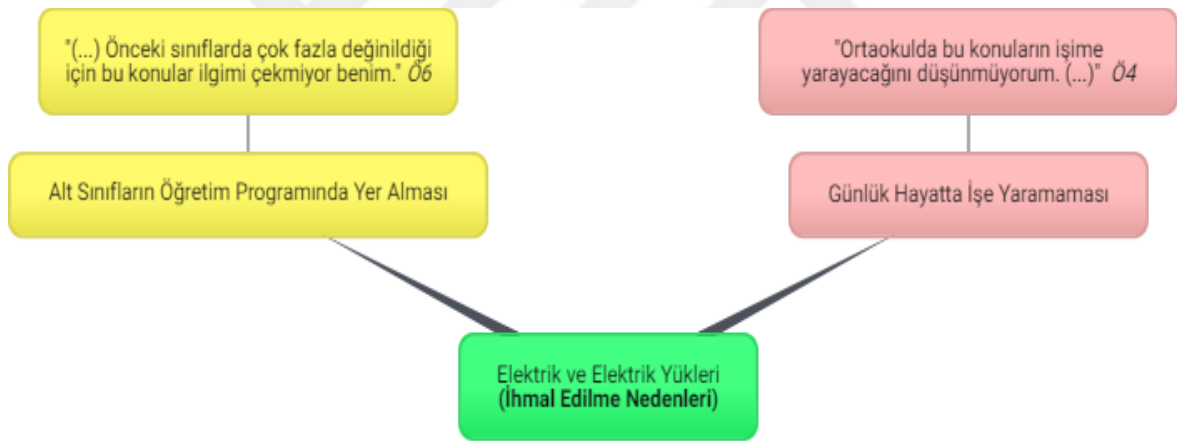 "(...) Önceki sınıflarda çok fazla değinildiği
için bu konular ilgimi çekmiyor benim." Ö6
"Ortaokulda bu konuların işime
yarayacağını düşünmüyorum. (...)" Ö4
Alt Sınıfların Öğretim Programında Yer Alması
Günlük Hayatta İşe Yaramaması
Elektrik ve Elektrik Yükleri
(İhmal Edilme Nedenleri)